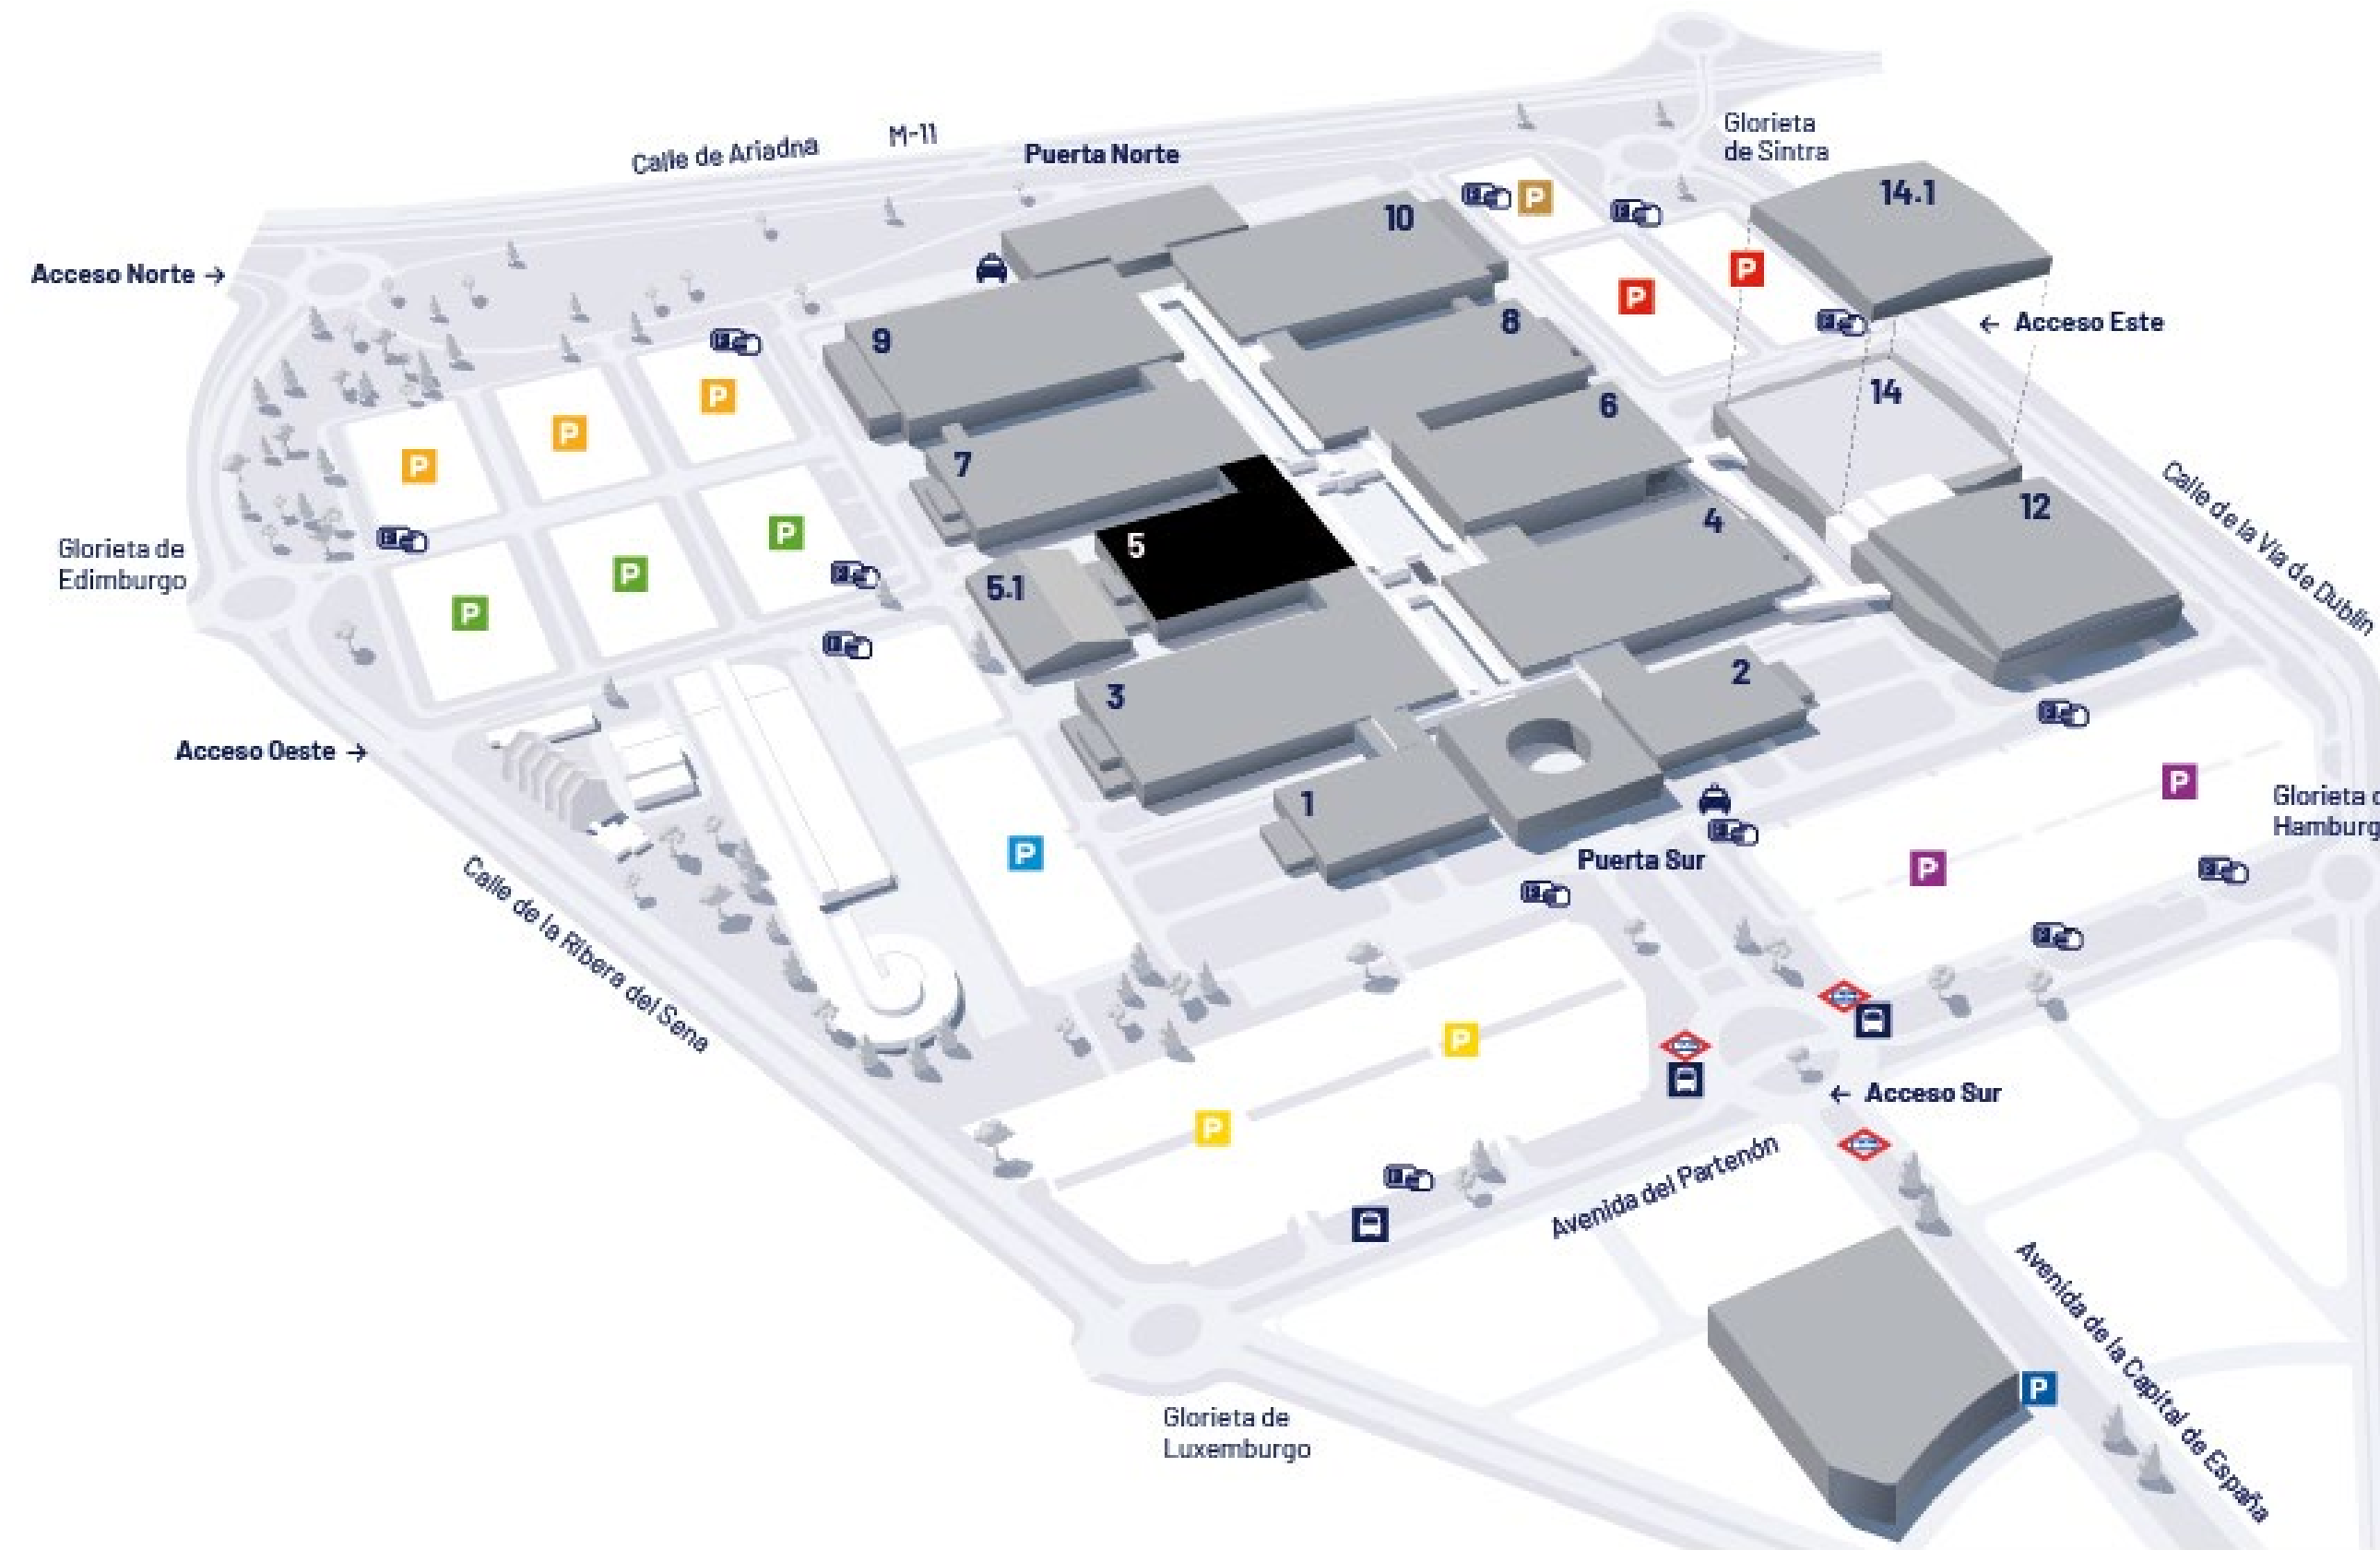 Calle de Ariadna
M-11
Puerta Norte
Glorieta
de Sintra
14.1
10
P
P
P
Acceso Norte →
← Acceso Este
9
8
P
14
6
7
P
P
12
4
Calle de la Vía de Dublín
5
P
P
P
Glorieta de
Edimburgo
5.1
3
2
Acceso Oeste →
P
1
Glorieta d
Hamburg
P
P
Puerta Sur
Calle de la Ribera del Sena
P
P
← Acceso Sur
Avenida del Partenón
Avenida de la Capital de España
P
Glorieta de
Luxemburgo